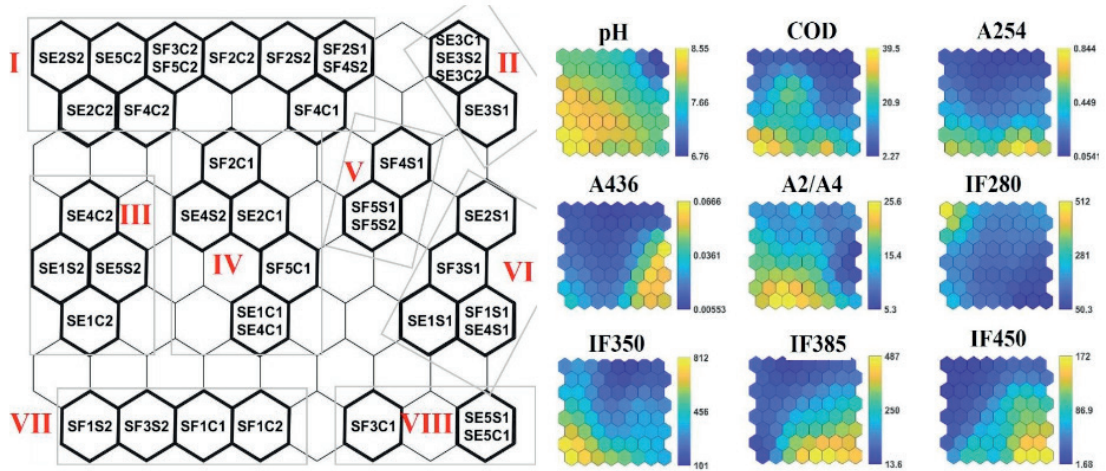 I
SE2S2 SE5C2 SF3C2 SF2C2 SF2S2 SF2S1 SE3C1
SF5C2 SF4S2 SE3S2
SE3C2
II
SE2C2 SF4C2 SF4C1 SE3S1
SF2C1 V SF4S1
SE4C2 III SE4S2 SE2C1 SF5S1 SE2S1
SF5S2
SE1S2 SE5S2 IV SF5C1 SF3S1 VI
SE1C2 SE1C1 SE1S1 SF1S1
SE4C1 SE4S1
VII SF1S2 SF3S2 SF1C1 SF1C2 SF3C1 VIII SE5S1
SE5C1
pH COD A254
8.55 39.5 0.844
7.66 20.9 0.449
6.76 2.27 0.0541
A436 A2/A4 IF280
0.0666 25.6 512
0.0361 15.4 281
0.00553 5.3 50.3
IF350 IF385 IF450
812 487 172
456 250 86.9
101 13.6 1.68